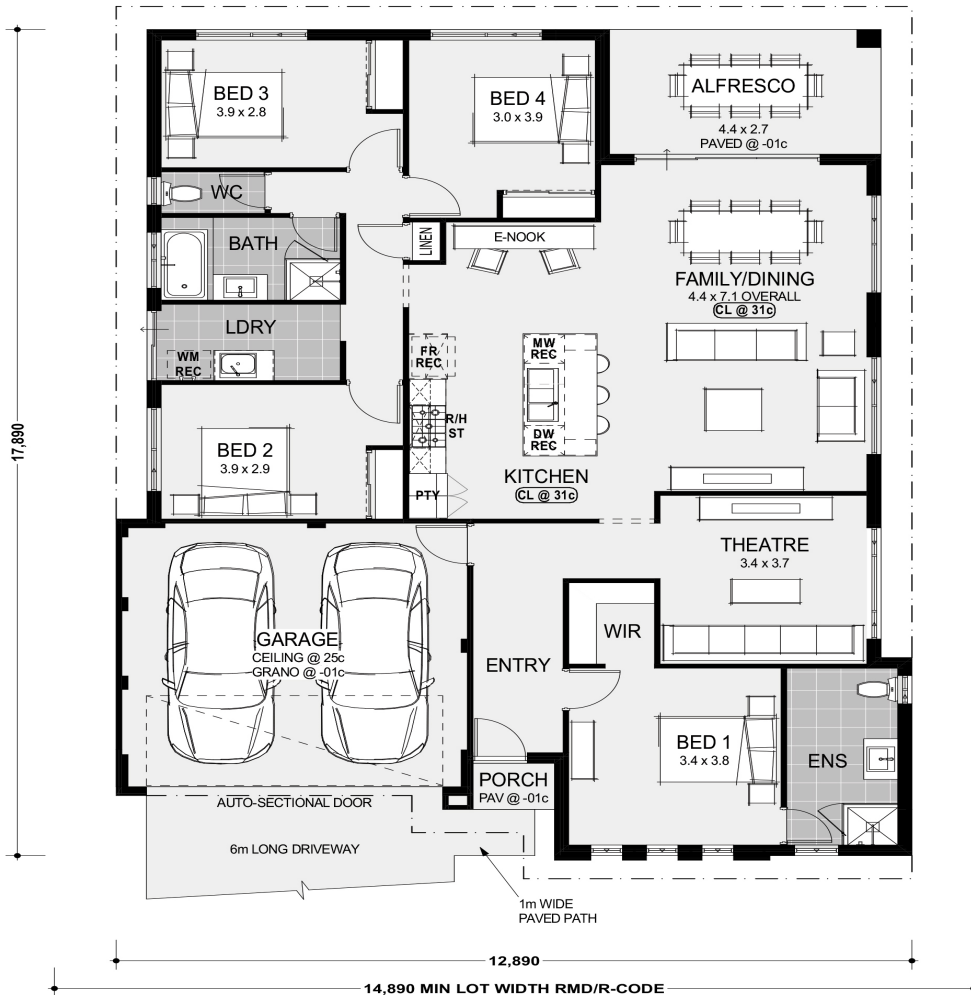 BED 3
3.9 x 2.8
BED 4
3.0 x 3.9
ALFRESCO
4.4 x 2.7
PAVED @ -01c
WC
BATH
LINEN
E-NOOK
FAMILY/DINING
4.4 x 7.1 OVERALL
CL @ 31c
LDRY
WM
REC
FR
REC
MW
REC
R/H
ST
DW
REC
BED 2
3.9 x 2.9
KITCHEN
CL @ 31c
PTY
THEATRE
3.4 x 3.7
17,890
GARAGE
CEILING @ 25c
GRANO @ -01c
ENTRY
WIR
BED 1
3.4 x 3.8
ENS
PORCH
PAV @ -01c
AUTO-SECTIONAL DOOR
6m LONG DRIVEWAY
1m WIDE
PAVED PATH
12,890
14,890 MIN LOT WIDTH RMD/R-CODE